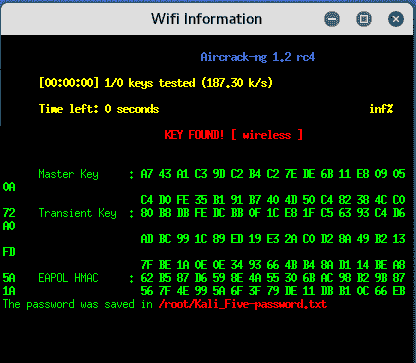 Wifi Information
Aircrack-ng 1.2 rc4
[00:00:00] 1/0 keys tested (187.30 k/s)
Time left: 0 seconds inf%
KEY FOUND! [ wireless ]
Master Key : A7 43 A1 C3 9D C2 B4 C2 7E DE 6B 11 E8 09 05
0A
C4 D0 FE 35 B1 91 B7 40 4D 50 C4 82 38 4C C0
72
Transient Key : 80 B8 DB FE DC BB 0F 1C E8 1F C5 63 93 C4 D6
A0
AD BC 99 1C 89 ED 19 E3 2A C0 D2 8A 49 B2 13
FD
7F BE 1A 0E 0E 34 93 66 4B B4 8A D1 14 BE A8
5A
EAPOL HMAC : 62 B5 87 D6 59 8E 4A 55 30 6B AC 98 B2 9B 87
1A
56 7F 4E 99 5A 6F 3F 79 DE 11 DB B1 0C 66 EB
The password was saved in /root/Kali_Five-password.txt